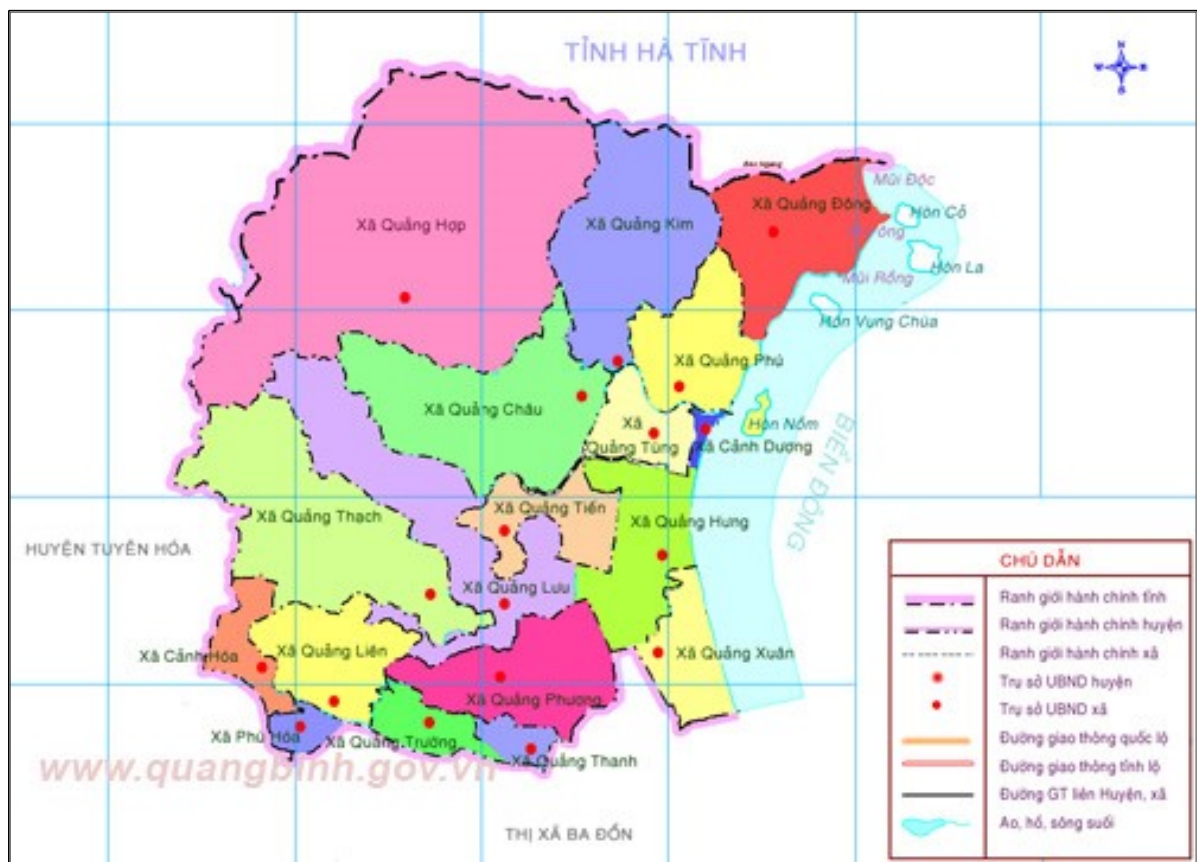 TỈNH HÀ TĨNH
N
W
S
Mũi Độc
Xã Quảng Đông
Hòn Cỏ
Xã Quảng Hợp
Xã Quảng Kim
Hòn La
Mũi Rồng
Hòn Vụng Chùa
Xã Quảng Phú
Xã Quảng Châu
Xã
Quảng Tùng
Xã Cảnh Dương
Hòn Nồm
BIỂN ĐÔNG
Xã Quảng Tiến
Xã Quảng Thạch
Xã Quảng Hưng
HUYỆN TUYÊN HÓA
Xã Quảng Lưu
Xã Cảnh Hóa
Xã Quảng Liên
Xã Quảng Xuân
Xã Quảng Phương
Xã Phù Hóa
Xã Quảng Trường
Xã Quảng Thanh
www.quangbinh.gov.vn
THỊ XÃ BA ĐỒN
CHÚ DẪN
Ranh giới hành chính tỉnh
Ranh giới hành chính huyện
Ranh giới hành chính xã
Trụ sở UBND huyện
Trụ sở UBND xã
Đường giao thông quốc lộ
Đường giao thông tỉnh lộ
Đường GT liên Huyện, xã
Ao, hồ, sông suối